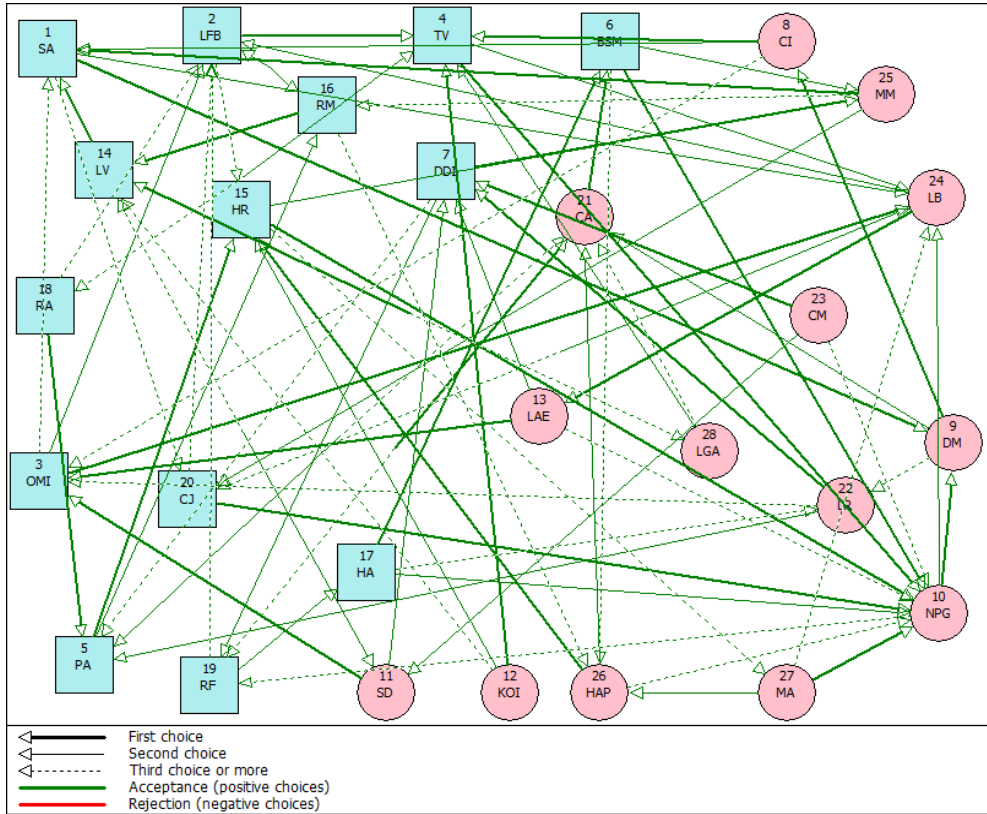 1
SA
2
LFB
4
TV
6
BSM
8
CI
25
MM
16
RM
14
LV
7
DDI
15
HR
21
CA
24
LB
18
RA
23
CM
13
LAE
28
LGA
9
DM
3
OMI
20
CJ
22
LR
17
HA
10
NPG
5
PA
19
RF
11
SD
12
KOI
26
HAP
27
MA
First choice
Second choice
Third choice or more
Acceptance (positive choices)
Rejection (negative choices)